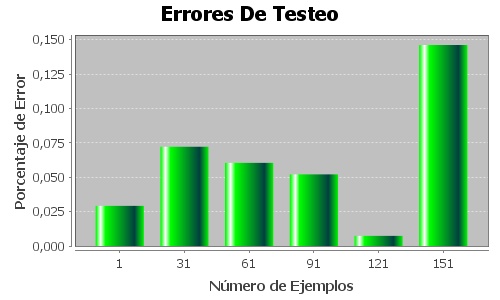 Errores De Testeo
Porcentaje de Error
0,150
0,125
0,100
0,075
0,050
0,025
0,000
1 31 61 91 121 151
Número de Ejemplos